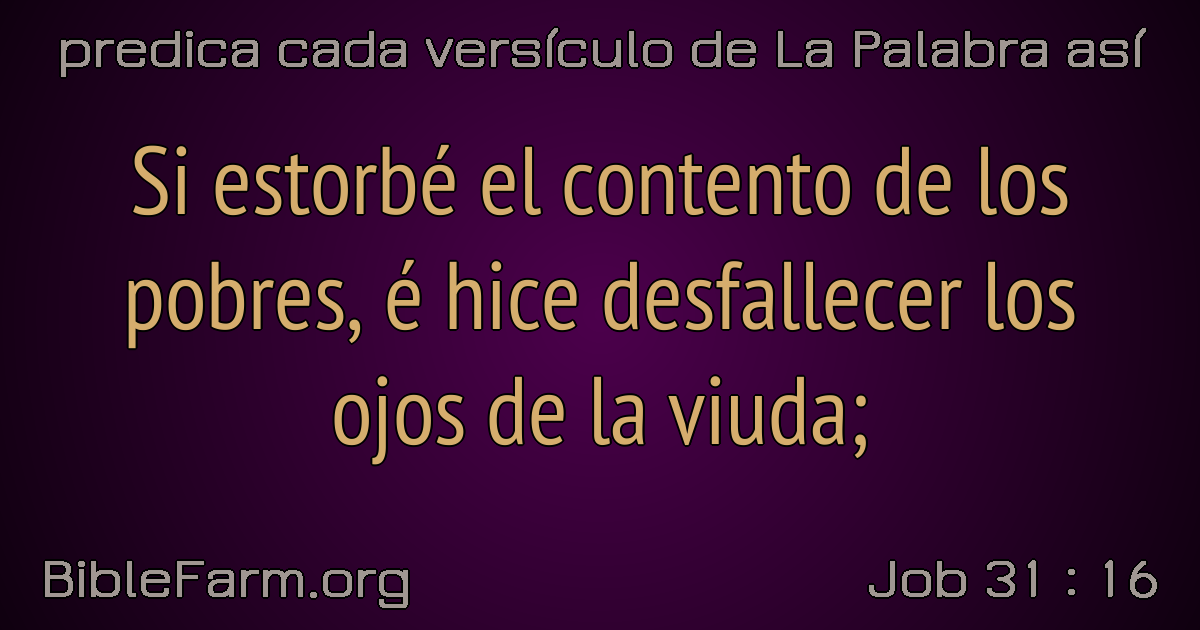 predica cada versículo de La Palabra así
Si estorbé el contento de los
pobres, é hice desfallecer los
ojos de la viuda;
BibleFarm.org
Job 31 : 16